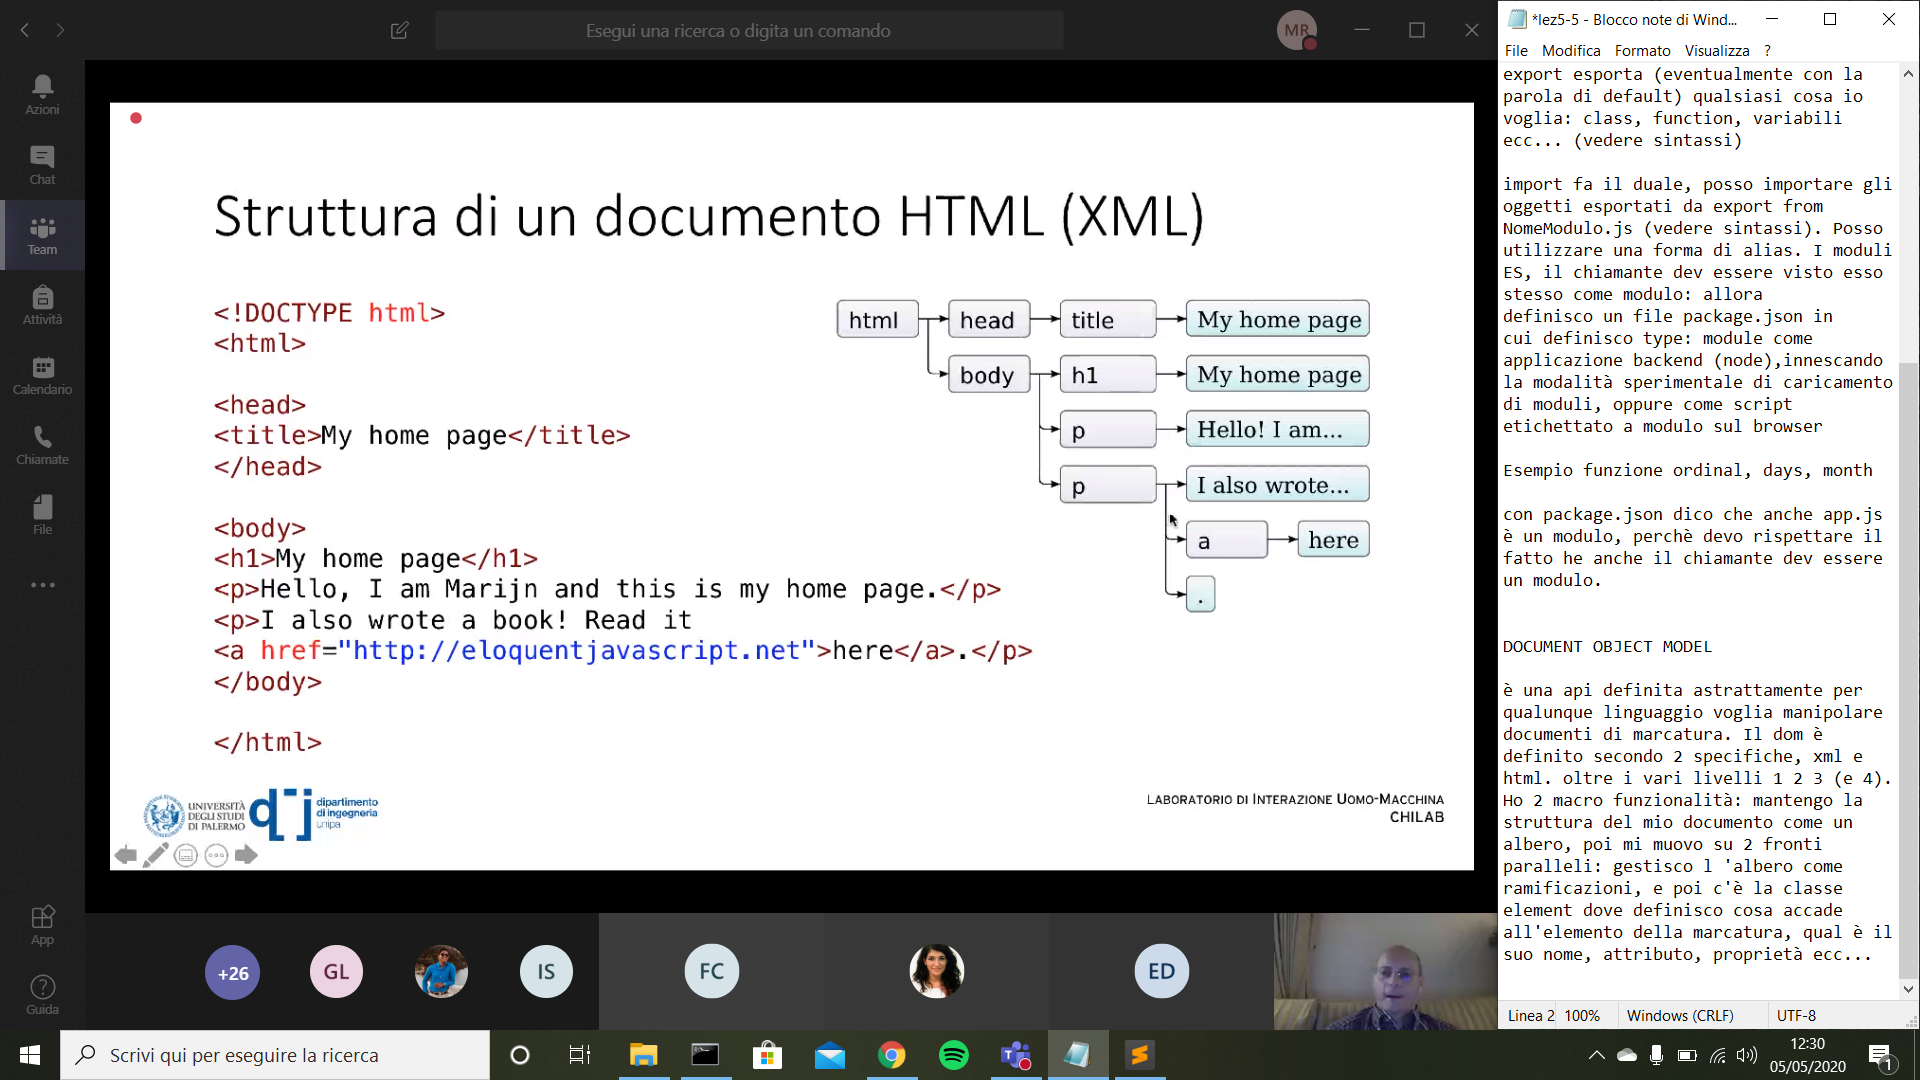 Esegui una ricerca o digita un comando
MR
Azioni
Chat
Team
Attività
Calendario
Chiamate
File
App
Guida
Struttura di un documento HTML (XML)
<!DOCTYPE html>
<html>
<head>
<title>My home page</title>
</head>
<body>
<h1>My home page</h1>
<p>Hello, I am Marijn and this is my home page.</p>
<p>I also wrote a book! Read it
<a href="http://eloquentjavascript.net">here</a>.</p>
</body>
</html>
html head title My home page
body h1 My home page
p Hello! I am...
p I also wrote...
a here
.
UNIVERSITÀ
DEGLI STUDI
DI PALERMO
dipartimento
di ingegneria
unipa
LABORATORIO DI INTERAZIONE UOMO-MACCHINA
CHILAB
+26
GL
IS
FC
ED
*lez5-5 - Blocco note di Wind...
File Modifica Formato Visualizza ?
export esporta (eventualmente con la
parola di default) qualsiasi cosa io
voglia: class, function, variabili
ecc... (vedere sintassi)
import fa il duale, posso importare gli
oggetti esportati da export from
NomeModulo.js (vedere sintassi). Posso
utilizzare una forma di alias. I moduli
ES, il chiamante dev essere visto esso
stesso come modulo: allora
definisco un file package.json in
cui definisco type: module come
applicazione backend (node),innescando
la modalità sperimentale di caricamento
di moduli, oppure come script
etichettato a modulo sul browser
Esempio funzione ordinal, days, month
con package.json dico che anche app.js
è un modulo, perchè devo rispettare il
fatto he anche il chiamante dev essere
un modulo.
DOCUMENT OBJECT MODEL
è una api definita astrattamente per
qualunque linguaggio voglia manipolare
documenti di marcatura. Il dom è
definito secondo 2 specifiche, xml e
html. oltre i vari livelli 1 2 3 (e 4).
Ho 2 macro funzionalità: mantengo la
struttura del mio documento come un
albero, poi mi muovo su 2 fronti
paralleli: gestisco l 'albero come
ramificazioni, e poi c'è la classe
element dove definisco cosa accade
all'elemento della marcatura, qual è il
suo nome, attributo, proprietà ecc...
Linea 2 100% Windows (CRLF) UTF-8
Scrivi qui per eseguire la ricerca
12:30
05/05/2020
1